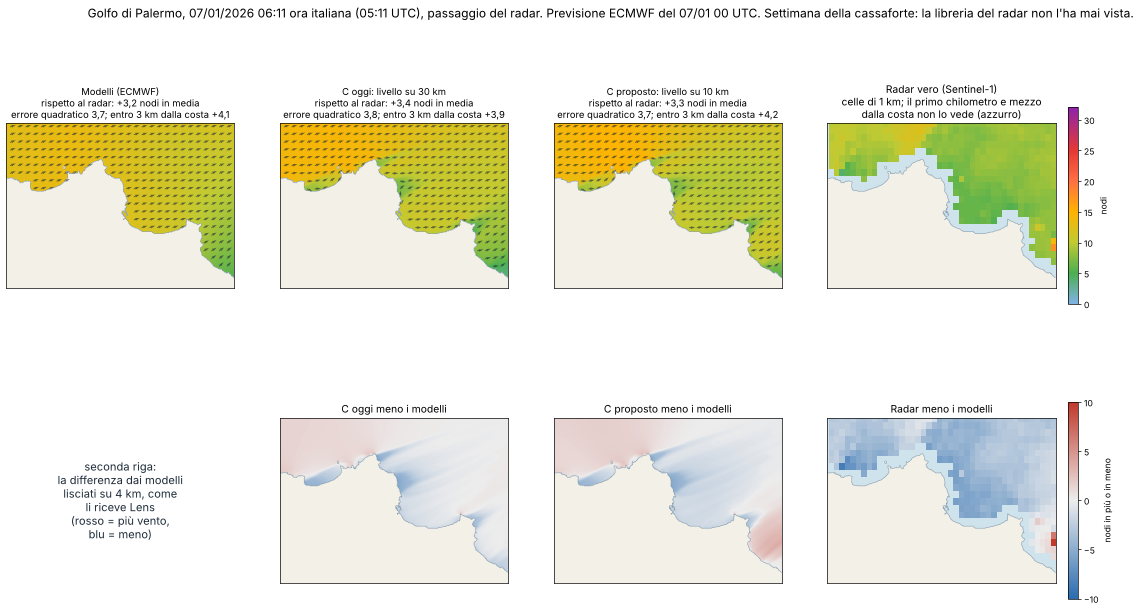 Golfo di Palermo, 07/01/2026 06:11 ora italiana (05:11 UTC), passaggio del radar. Previsione ECMWF del 07/01 00 UTC. Settimana della cassaforte: la libreria del radar non l'ha mai vista.
Modelli (ECMWF)
rispetto al radar: +3,2 nodi in media
errore quadratico 3,7; entro 3 km dalla costa +4,1
C oggi: livello su 30 km
rispetto al radar: +3,4 nodi in media
errore quadratico 3,8; entro 3 km dalla costa +3,9
C proposto: livello su 10 km
rispetto al radar: +3,3 nodi in media
errore quadratico 3,7; entro 3 km dalla costa +4,2
Radar vero (Sentinel-1)
celle di 1 km; il primo chilometro e mezzo
dalla costa non lo vede (azzurro)
30
25
20
15
10
5
0
nodi
seconda riga:
la differenza dai modelli
lisciati su 4 km, come
li riceve Lens
(rosso = più vento,
blu = meno)
C oggi meno i modelli
C proposto meno i modelli
Radar meno i modelli
10
5
0
−5
−10
nodi in più o in meno